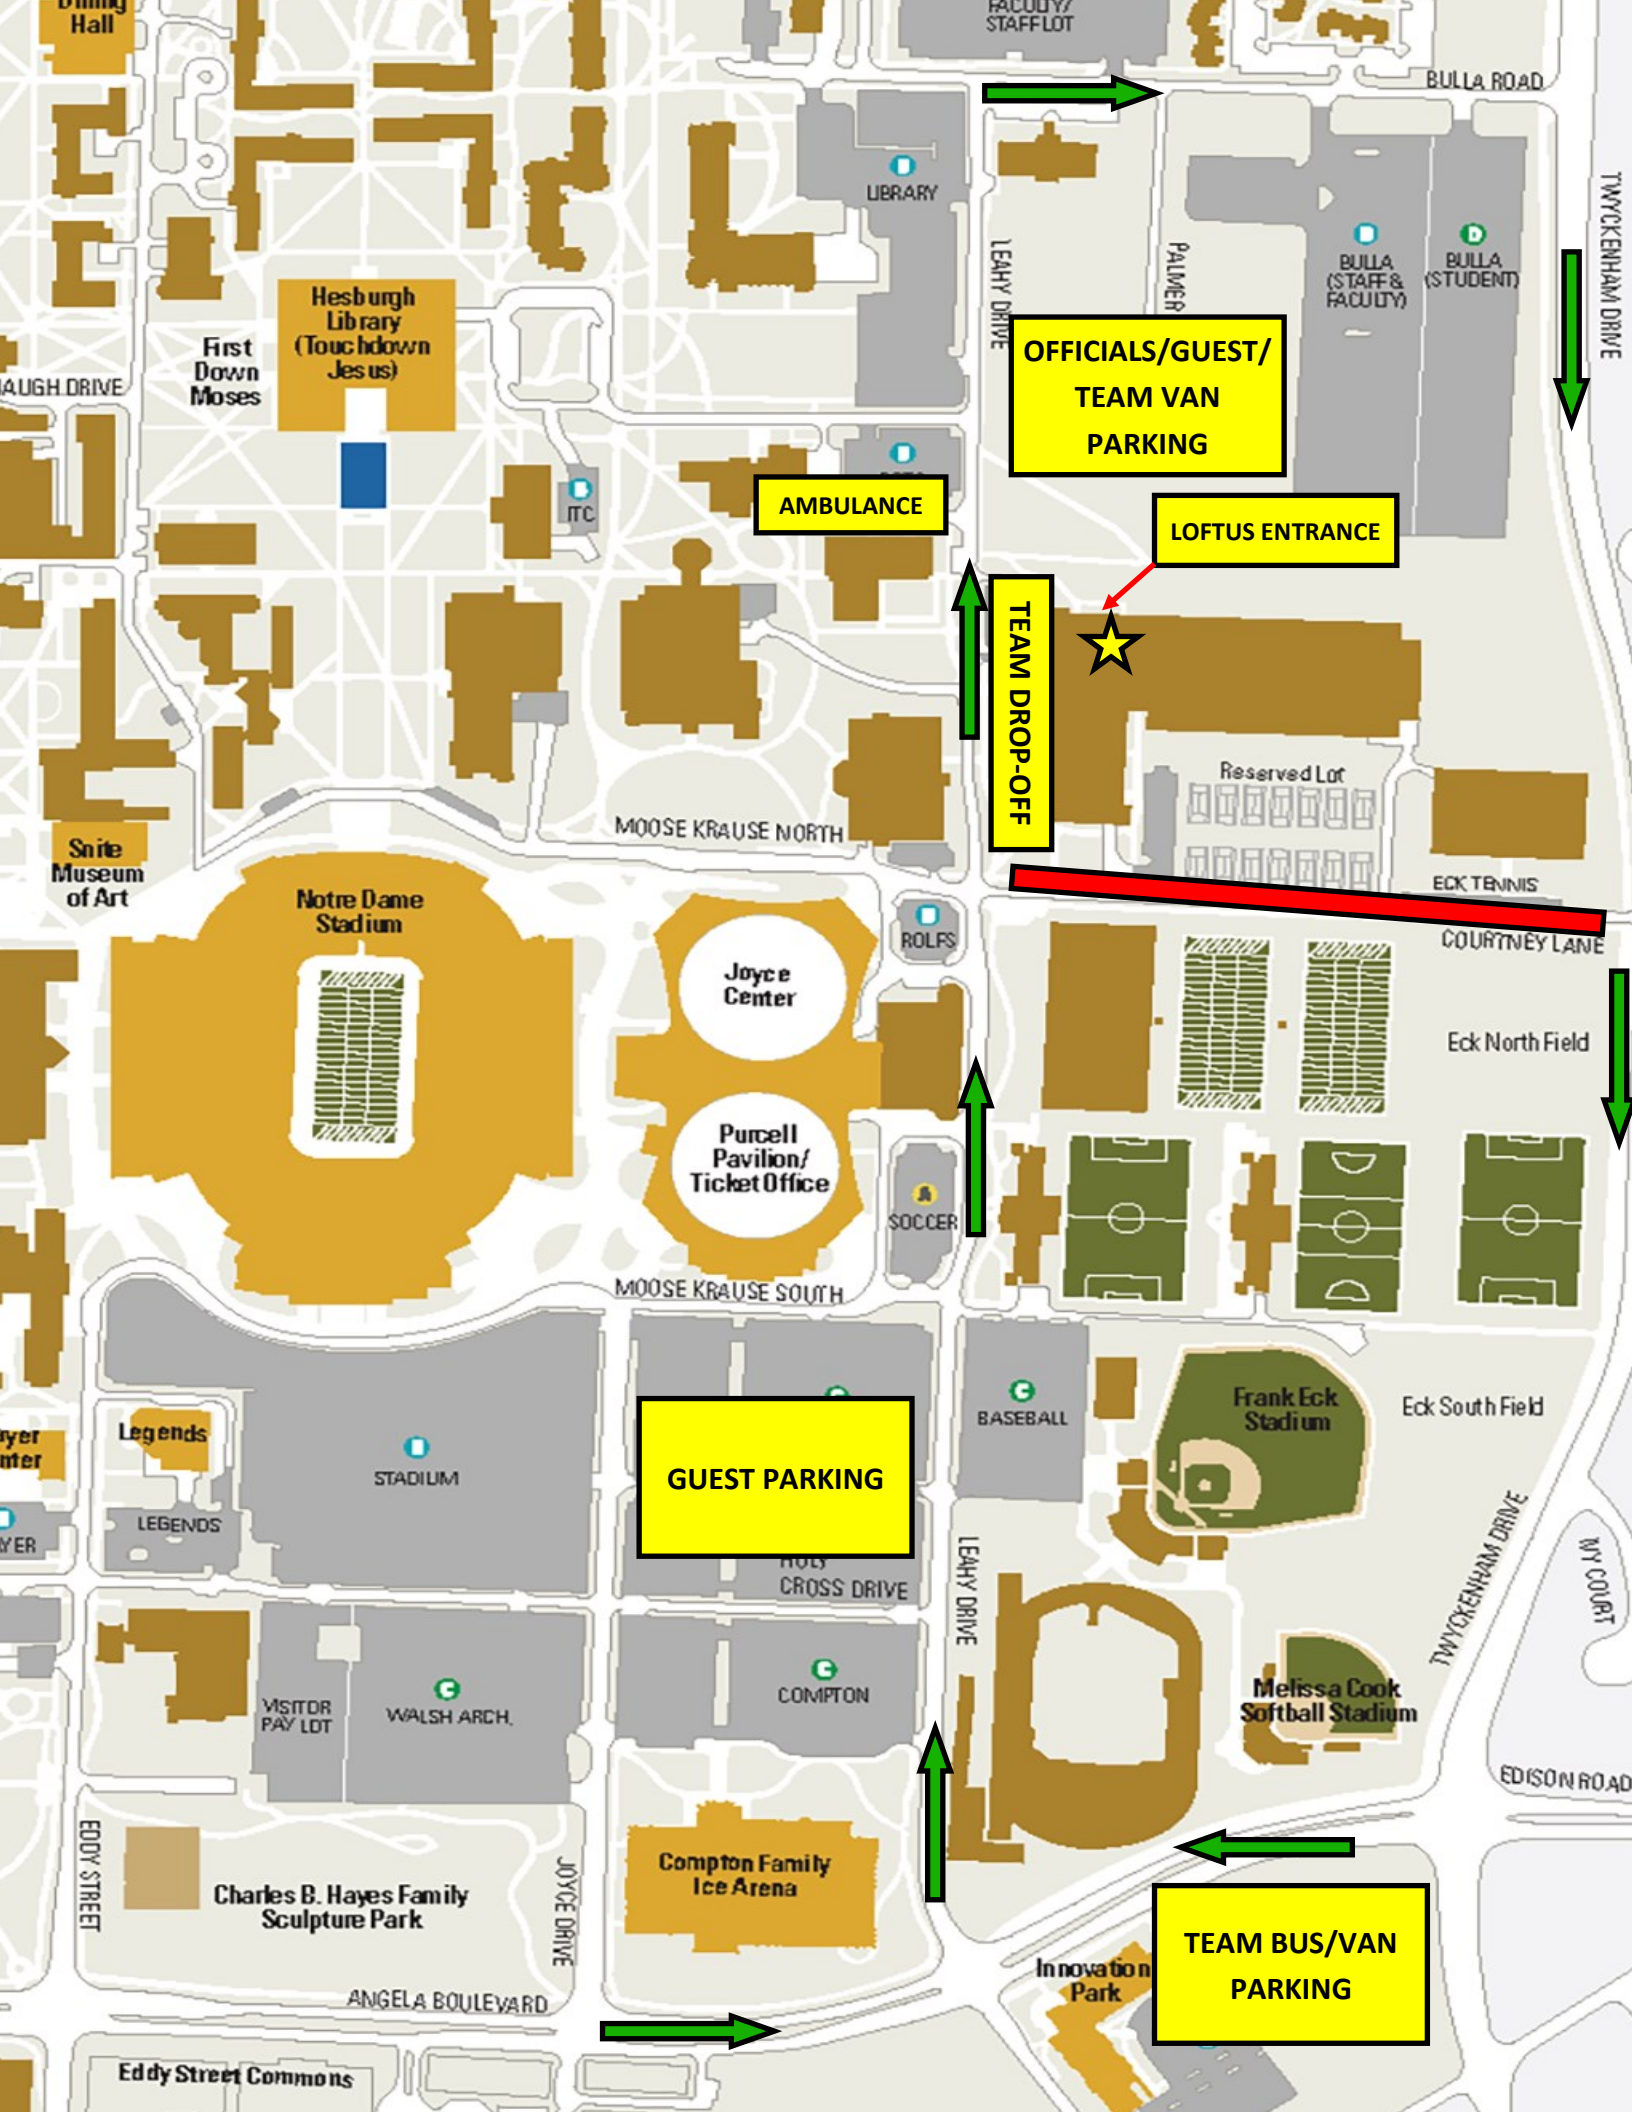 Dining
Hall
FACULTY/
STAFF LOT
BULLA ROAD
LIBRARY
TWYCKENHAM DRIVE
LEAHY DRIVE
PALMER
BULLA
(STAFF &
FACULTY)
BULLA
(STUDENT)
Hesburgh
Library
(Touchdown
Jesus)
First
Down
Moses
AUGH DRIVE
OFFICIALS/GUEST/
TEAM VAN
PARKING
ITC
AMBULANCE
LOFTUS ENTRANCE
TEAM DROP-OFF
Reserved Lot
MOOSE KRAUSE NORTH
Snite
Museum
of Art
Notre Dame
Stadium
ECK TENNIS
ROLFS
COURTNEY LANE
Joyce
Center
Eck North Field
Purcell
Pavilion/
Ticket Office
A
SOCCER
MOOSE KRAUSE SOUTH
C
C
BASEBALL
Frank Eck
Stadium
Eck South Field
Legends
yer
nter
STADIUM
GUEST PARKING
LEGENDS
YER
HOLY
CROSS DRIVE
LEAHY DRIVE
TWYCKENHAM DRIVE
IVY COURT
C
COMPTON
C
WALSH ARCH.
VISITOR
PAY LOT
Melissa Cook
Softball Stadium
EDISON ROAD
EDDY STREET
JOYCE DRIVE
Compton Family
Ice Arena
Charles B. Hayes Family
Sculpture Park
TEAM BUS/VAN
PARKING
Innovation
Park
ANGELA BOULEVARD
Eddy Street Commons